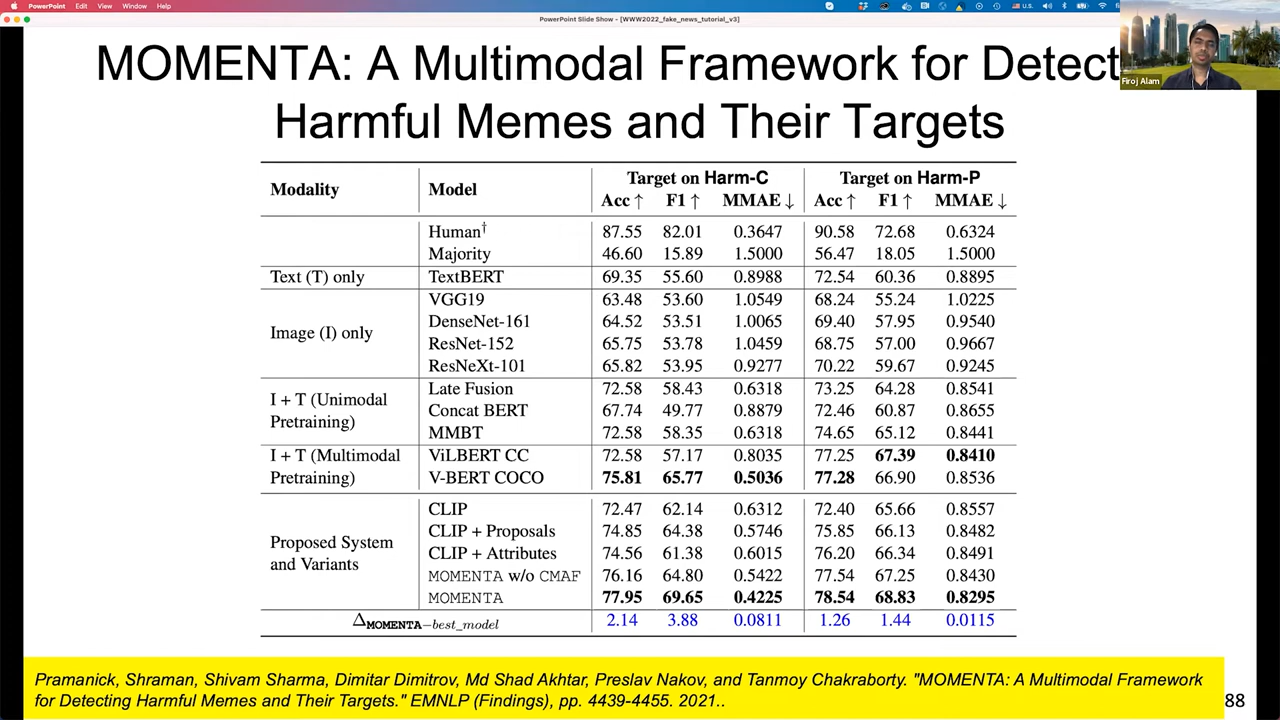 PowerPoint File Edit View Window Help
PowerPoint Slide Show - [WWW2022_fake_news_tutorial_v3]
MOMENTA: A Multimodal Framework for Detect
Harmful Memes and Their Targets
Firoj Alam
Modality Model Target on Harm-C Target on Harm-P
Acc ↑ F1 ↑ MMAE ↓ Acc ↑ F1 ↑ MMAE ↓
Human† 87.55 82.01 0.3647 90.58 72.68 0.6324
Majority 46.60 15.89 1.5000 56.47 18.05 1.5000
Text (T) only TextBERT 69.35 55.60 0.8988 72.54 60.36 0.8895
Image (I) only VGG19 63.48 53.60 1.0549 68.24 55.24 1.0225
DenseNet-161 64.52 53.51 1.0065 69.40 57.95 0.9540
ResNet-152 65.75 53.78 1.0459 68.75 57.00 0.9667
ResNeXt-101 65.82 53.95 0.9277 70.22 59.67 0.9245
I + T (Unimodal Late Fusion 72.58 58.43 0.6318 73.25 64.28 0.8541
Pretraining) Concat BERT 67.74 49.77 0.8879 72.46 60.87 0.8655
MMBT 72.58 58.35 0.6318 74.65 65.12 0.8441
I + T (Multimodal ViLBERT CC 72.58 57.17 0.8035 77.25 67.39 0.8410
Pretraining) V-BERT COCO 75.81 65.77 0.5036 77.28 66.90 0.8536
CLIP 72.47 62.14 0.6312 72.40 65.66 0.8557
CLIP + Proposals 74.85 64.38 0.5746 75.85 66.13 0.8482
Proposed System CLIP + Attributes 74.56 61.38 0.6015 76.20 66.34 0.8491
and Variants MOMENTA w/o CMAF 76.16 64.80 0.5422 77.54 67.25 0.8430
MOMENTA 77.95 69.65 0.4225 78.54 68.83 0.8295
ΔMOMENTA−best_model 2.14 3.88 0.0811 1.26 1.44 0.0115
Pramanick, Shraman, Shivam Sharma, Dimitar Dimitrov, Md Shad Akhtar, Preslav Nakov, and Tanmoy Chakraborty. "MOMENTA: A Multimodal Framework
for Detecting Harmful Memes and Their Targets." EMNLP (Findings), pp. 4439-4455. 2021..
88